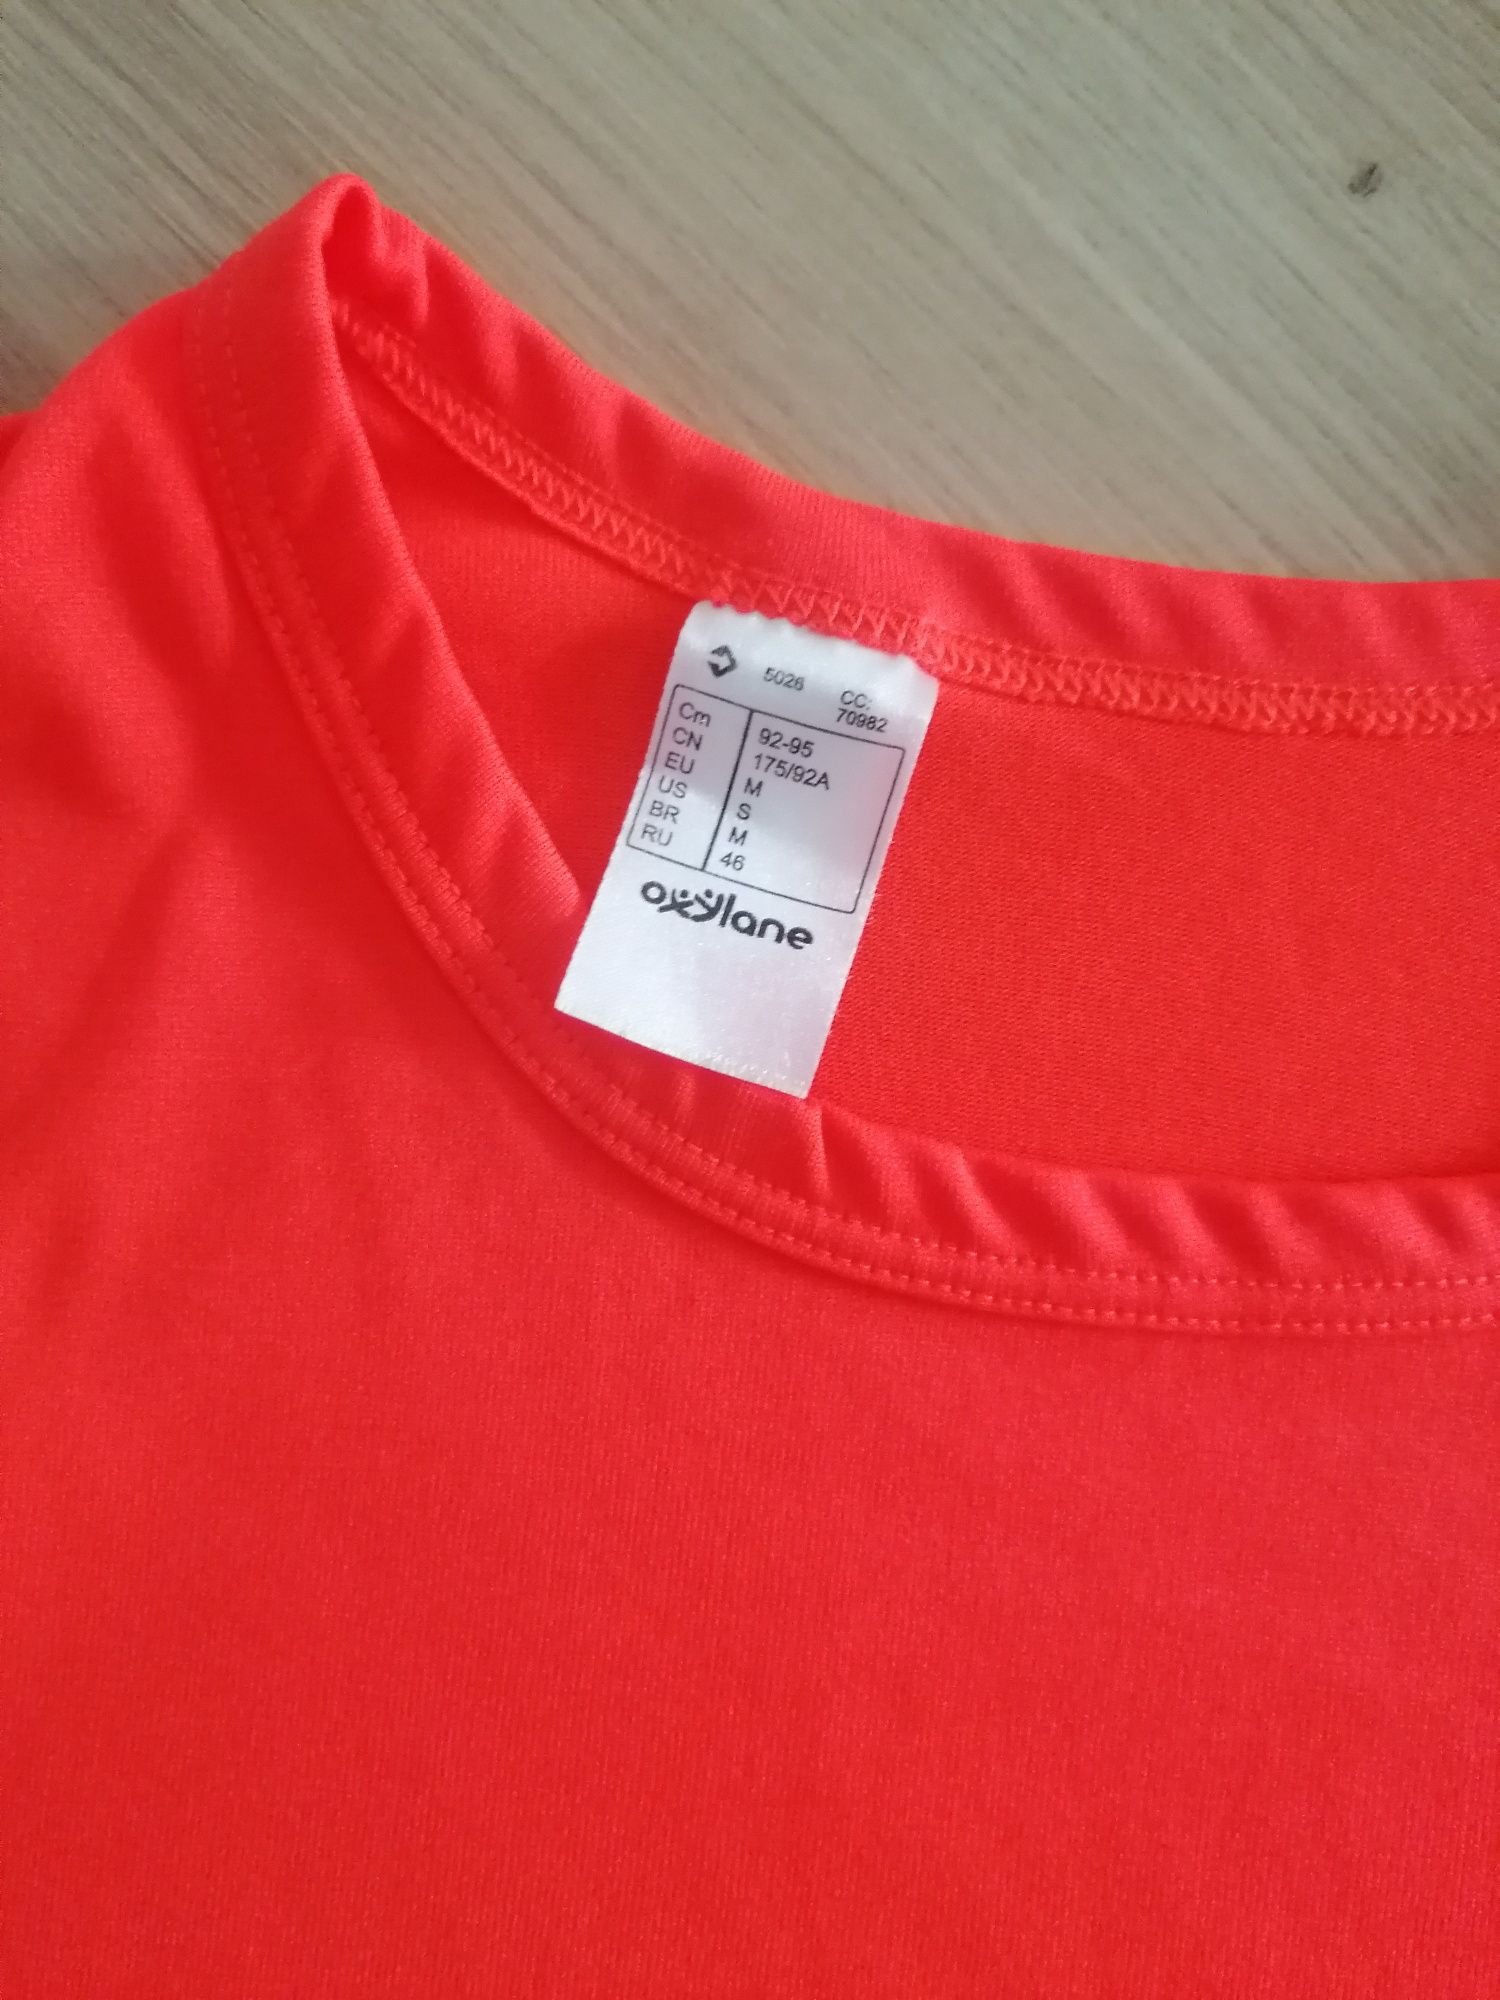 5026 CC:
70982
Cm 92-95
CN 175/92A
EU M
US S
BR M
RU 46
oxylane